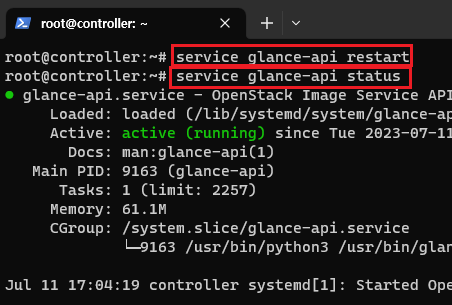 root@controller: ~
root@controller:~# service glance-api restart
root@controller:~# service glance-api status
● glance-api.service - OpenStack Image Service API
Loaded: loaded (/lib/systemd/system/glance-ap
Active: active (running) since Tue 2023-07-11
Docs: man:glance-api(1)
Main PID: 9163 (glance-api)
Tasks: 1 (limit: 2257)
Memory: 61.1M
CGroup: /system.slice/glance-api.service
└─9163 /usr/bin/python3 /usr/bin/glan
Jul 11 17:04:19 controller systemd[1]: Started Ope